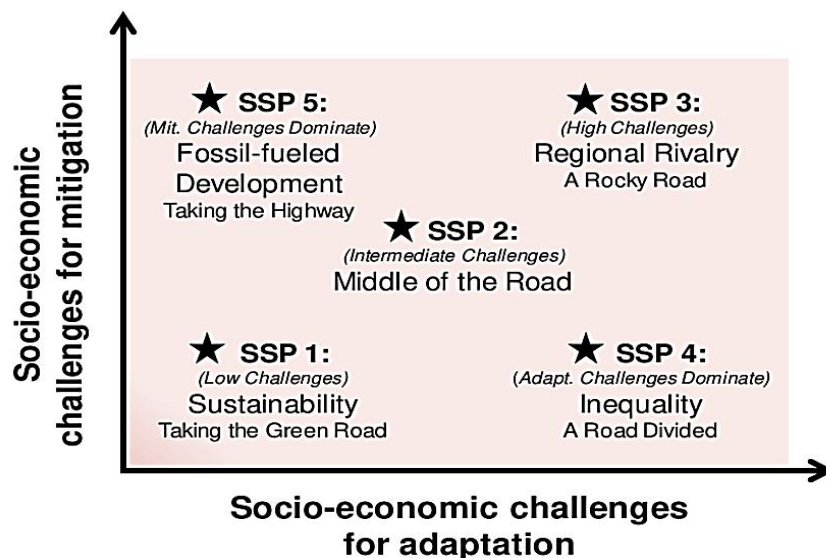 Socio-economic
challenges for mitigation
★ SSP 5:
(Mit. Challenges Dominate)
Fossil-fueled
Development
Taking the Highway
★ SSP 3:
(High Challenges)
Regional Rivalry
A Rocky Road
★ SSP 2:
(Intermediate Challenges)
Middle of the Road
★ SSP 1:
(Low Challenges)
Sustainability
Taking the Green Road
★ SSP 4:
(Adapt. Challenges Dominate)
Inequality
A Road Divided
Socio-economic challenges
for adaptation